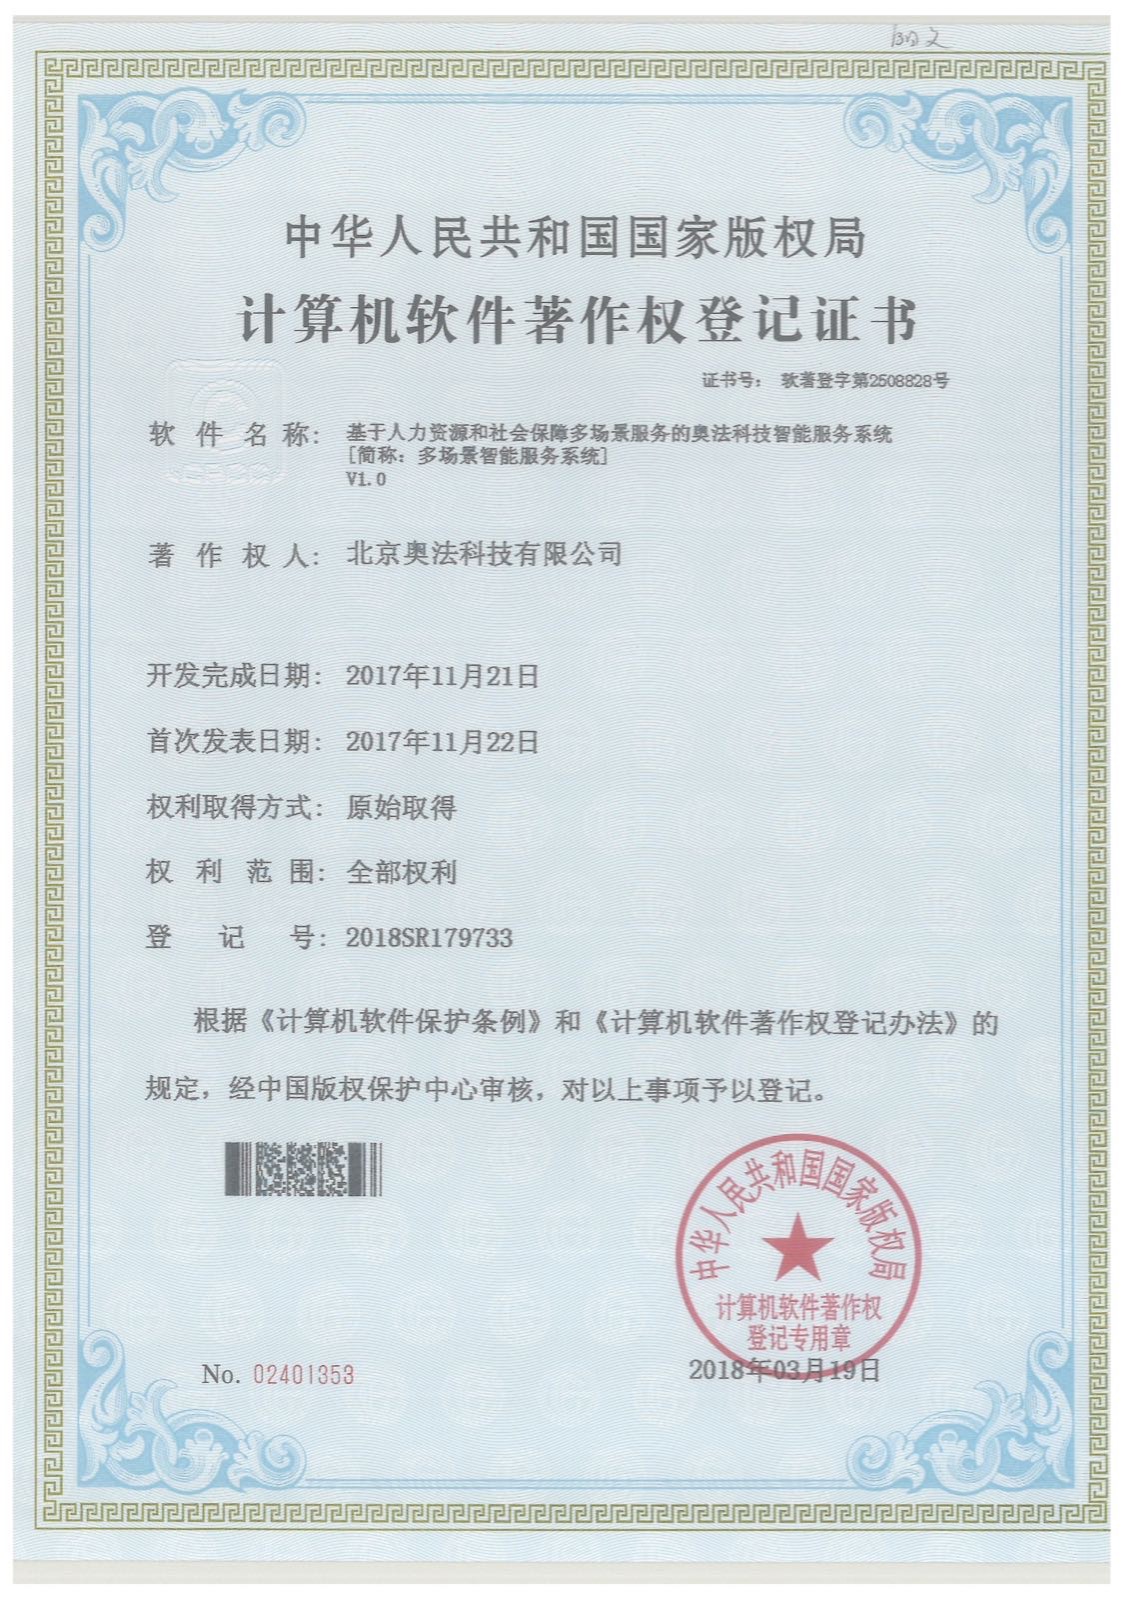 中华人民共和国国家版权局
计算机软件著作权登记证书
证书号： 软著登字第2508828号
软件名称： 基于人力资源和社会保障多场景服务的奥法科技智能服务系统
[简称：多场景智能服务系统]
V1.0
著作权人： 北京奥法科技有限公司
开发完成日期： 2017年11月21日
首次发表日期： 2017年11月22日
权利取得方式： 原始取得
权利范围： 全部权利
登记号： 2018SR179733
根据《计算机软件保护条例》和《计算机软件著作权登记办法》的
规定，经中国版权保护中心审核，对以上事项予以登记。
中华人民共和国国家版权局
计算机软件著作权
登记专用章
No. 02401353
2018年03月19日